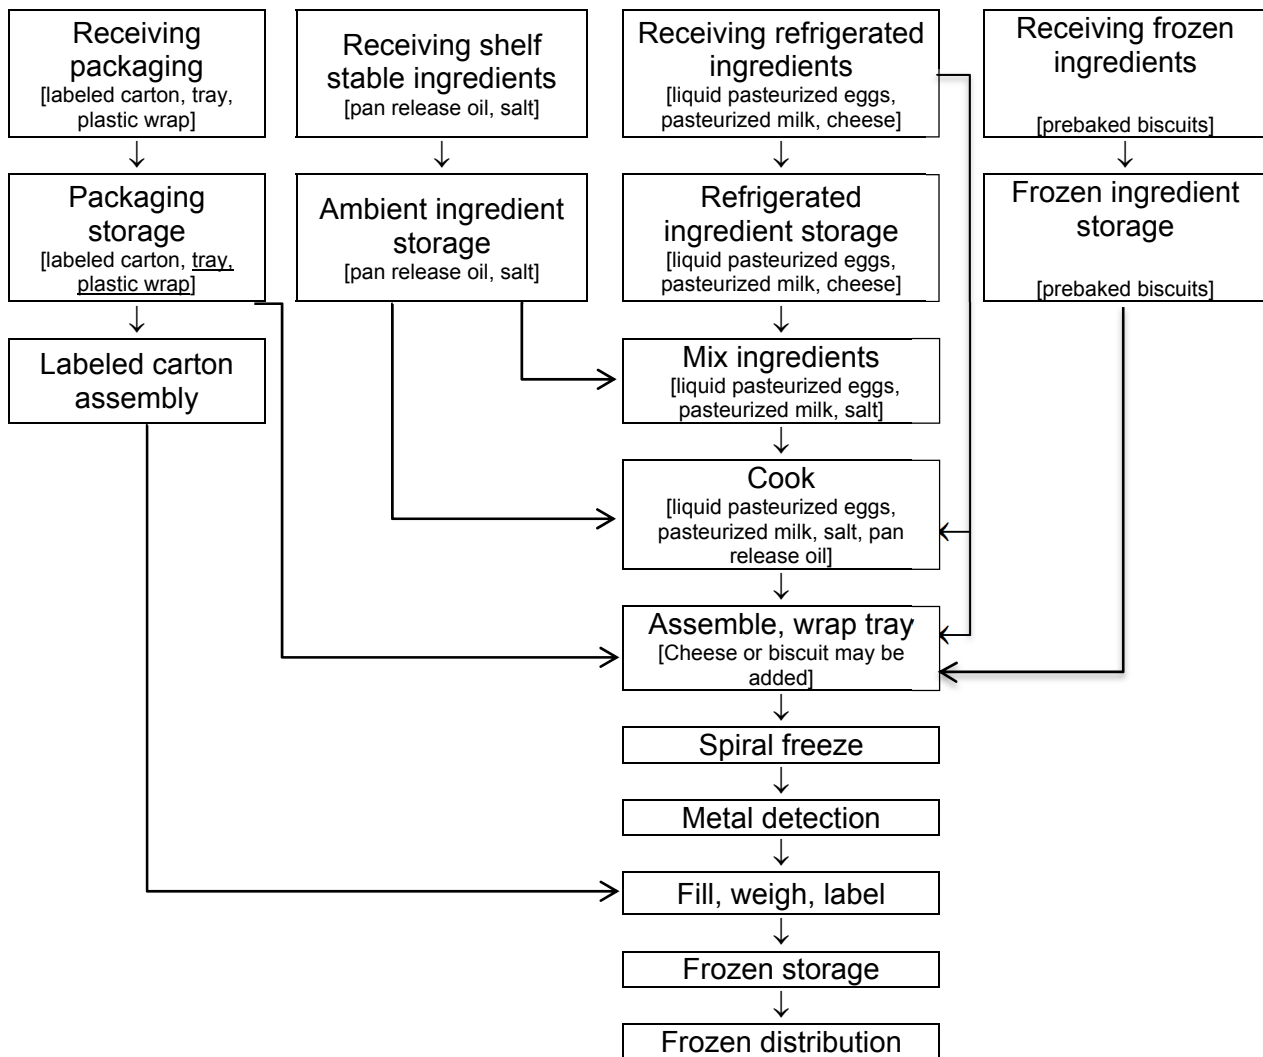 Receiving
packaging
[labeled carton, tray,
plastic wrap]
Receiving shelf
stable ingredients
[pan release oil, salt]
Receiving refrigerated
ingredients
[liquid pasteurized eggs,
pasteurized milk, cheese]
Receiving frozen
ingredients
[prebaked biscuits]
Packaging
storage
[labeled carton, tray,
plastic wrap]
Ambient ingredient
storage
[pan release oil, salt]
Refrigerated
ingredient storage
[liquid pasteurized eggs,
pasteurized milk, cheese]
Frozen ingredient
storage
[prebaked biscuits]
Labeled carton
assembly
Mix ingredients
[liquid pasteurized eggs,
pasteurized milk, salt]
Cook
[liquid pasteurized eggs,
pasteurized milk, salt, pan
release oil]
Assemble, wrap tray
[Cheese or biscuit may be
added]
Spiral freeze
Metal detection
Fill, weigh, label
Frozen storage
Frozen distribution